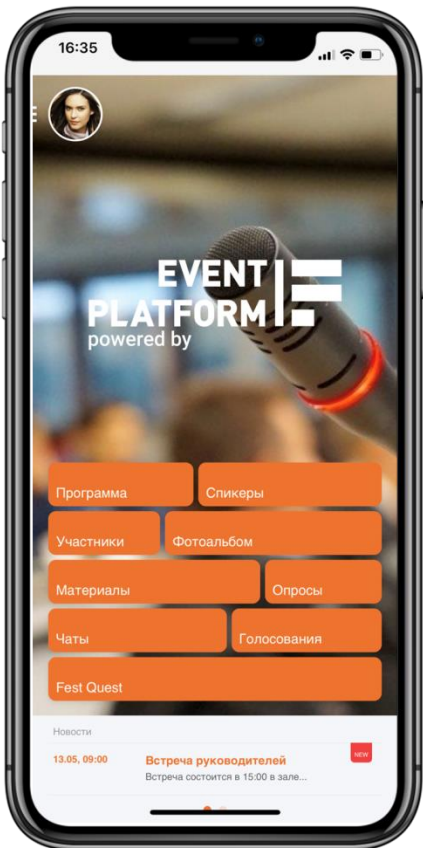 16:35
EVENT
PLATFORM
powered by
Программа
Спикеры
Участники
Фотоальбом
Материалы
Опросы
Чаты
Голосования
Fest Quest
Новости
13.05, 09:00
Встреча руководителей
NEW
Встреча состоится в 15:00 в зале...